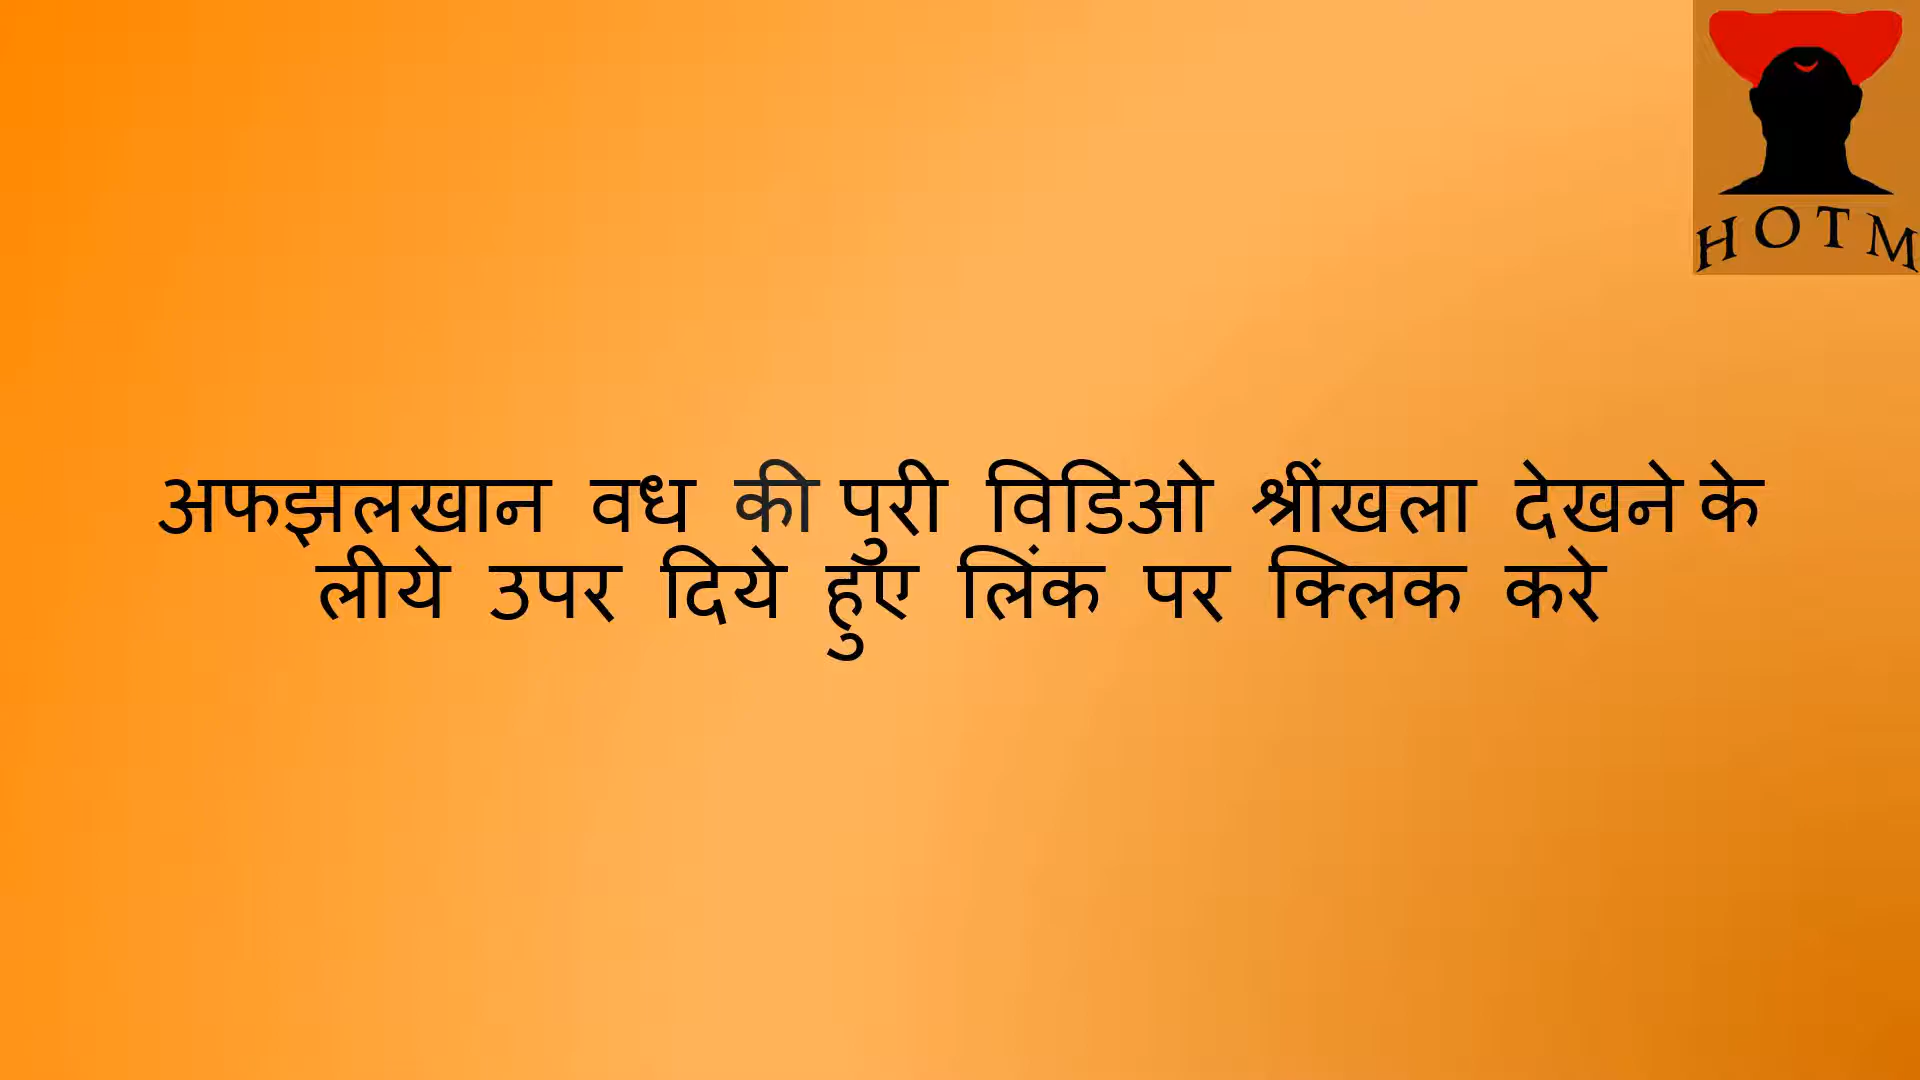 HOTM
अफझलखान वध की पुरी विडिओ श्रींखला देखने के
लीये उपर दिये हुए लिंक पर क्लिक करे